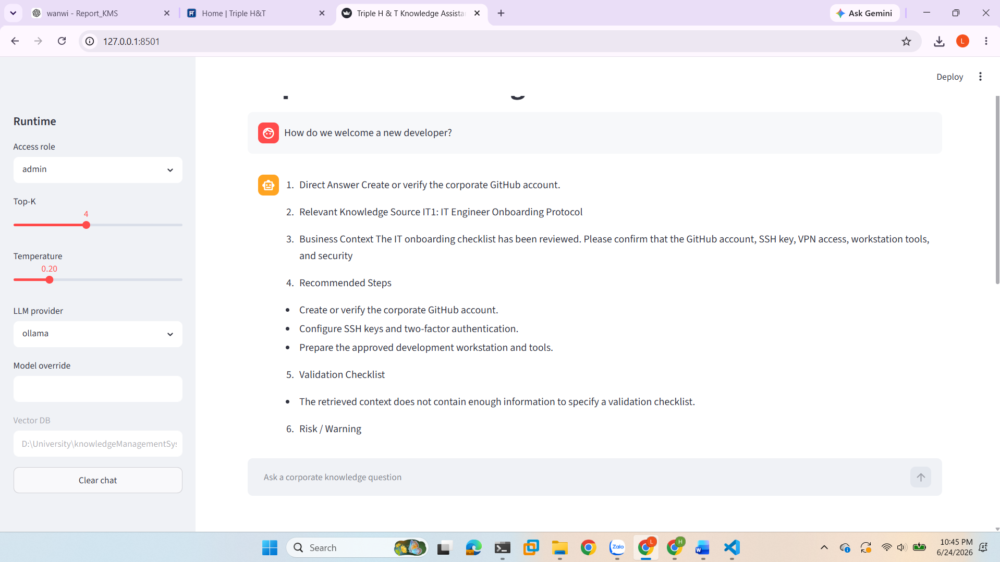 wanwi - Report_KMS
Home | Triple H&T
Triple H & T Knowledge Assista
Ask Gemini
127.0.0.1:8501
L
Deploy
Runtime
Access role
admin
Top-K
4
Temperature
0.20
LLM provider
ollama
Model override
Vector DB
D:\University\knowledgeManagementSys
Clear chat
How do we welcome a new developer?
1. Direct Answer Create or verify the corporate GitHub account.
2. Relevant Knowledge Source IT1: IT Engineer Onboarding Protocol
3. Business Context The IT onboarding checklist has been reviewed. Please confirm that the GitHub account, SSH key, VPN access, workstation tools,
and security
4. Recommended Steps
• Create or verify the corporate GitHub account.
• Configure SSH keys and two-factor authentication.
• Prepare the approved development workstation and tools.
5. Validation Checklist
• The retrieved context does not contain enough information to specify a validation checklist.
6. Risk / Warning
Ask a corporate knowledge question
Search
Zalo
L
H
W
10:45 PM
6/24/2026